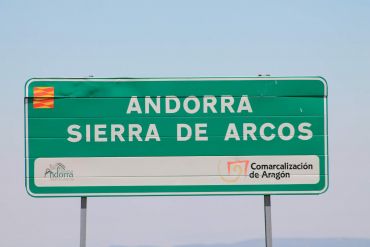 ANDORRA
SIERRA DE ARCOS
Andorra
Comarcalización
de Aragón